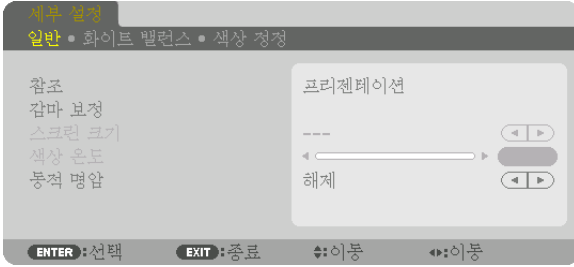 세부 설정
일반 • 화이트 밸런스 • 색상 정정
참조 프리젠테이션
감마 보정
스크린 크기 ---
색상 온도
동적 명암 해제
ENTER:선택 EXIT:종료 :이동 :이동